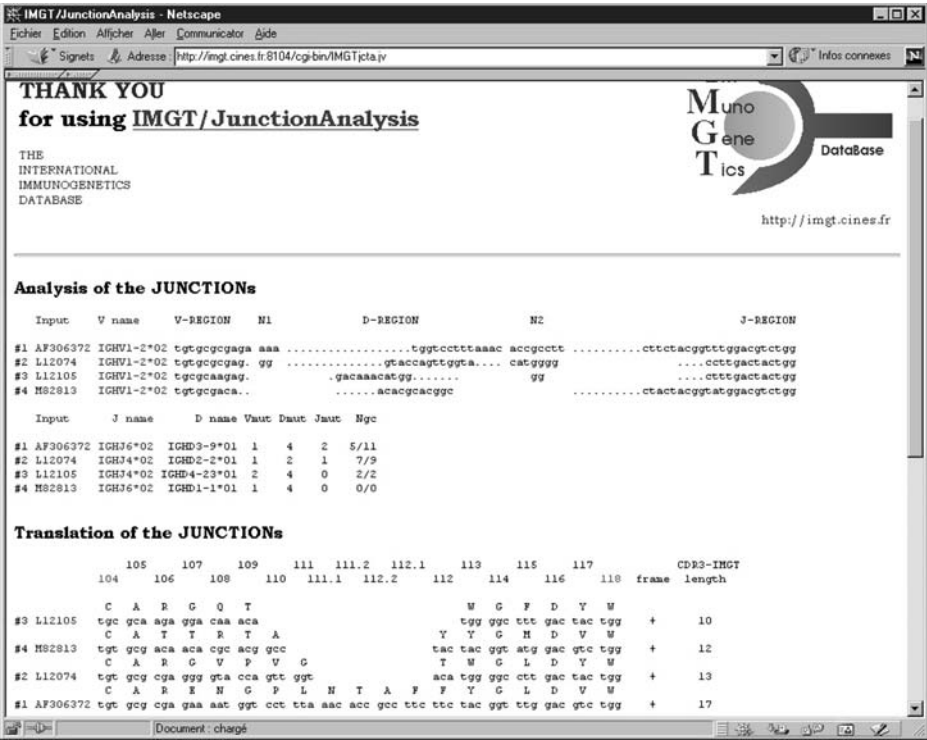 IMGT/JunctionAnalysis - Netscape
Fichier Edition Afficher Aller Communicator Aide
Signets Adresse : http://imgt.cines.fr:8104/cgi-bin/IMGTjcta.jv Infos connexes N
THANK YOU
for using IMGT/JunctionAnalysis
THE
INTERNATIONAL
IMMUNOGENETICS
DATABASE
Muno
Gene
Tics
DataBase
http://imgt.cines.fr
Analysis of the JUNCTIONs
Input V name V-REGION N1 D-REGION N2 J-REGION
#1 AF306372 IGHV1-2*02 tgtgcgcgaga aaa ..................tggtcctttaaac accgcctt ..........cttctacggtttggacgtctgg
#2 L12074 IGHV1-2*02 tgtgcgcgag. gg ...............gtaccagttggta.... catgggg ....ccttgactactgg
#3 L12105 IGHV1-2*02 tgcgcaagag. .gacaaacatgg....... gg ....ctttgactactgg
#4 M82813 IGHV1-2*02 tgtgcgaca.. ......acacgcacggc ..........ctactacggtatggacgtctgg
Input J name D name Vmut Dmut Jmut Ngc
#1 AF306372 IGHJ6*02 IGHD3-9*01 1 4 2 5/11
#2 L12074 IGHJ4*02 IGHD2-2*01 1 2 1 7/9
#3 L12105 IGHJ4*02 IGHD4-23*01 2 4 0 2/2
#4 M82813 IGHJ6*02 IGHD1-1*01 1 4 0 0/0
Translation of the JUNCTIONs
105 107 109 111 111.2 112.1 113 115 117 CDR3-IMGT
104 106 108 110 111.1 112.2 112 114 116 118 frame length
C A R G Q T W G F D Y W
#3 L12105 tgc gca aga gga caa aca tgg ggc ttt gac tac tgg + 10
C A T T R T A Y Y G M D V W
#4 M82813 tgt gcg aca aca cgc acg gcc tac tac ggt atg gac gtc tgg + 12
C A R G V P V G T W G L D Y W
#2 L12074 tgt gcg cga ggg gta cca gtt ggt aca tgg ggc ctt gac tac tgg + 13
C A R E N G P L N T A F F Y G L D V W
#1 AF306372 tgt gcg cga gaa aat ggt cct tta aac acc gcc ttc ttc tac ggt ttg gac gtc tgg + 17
Document : chargé